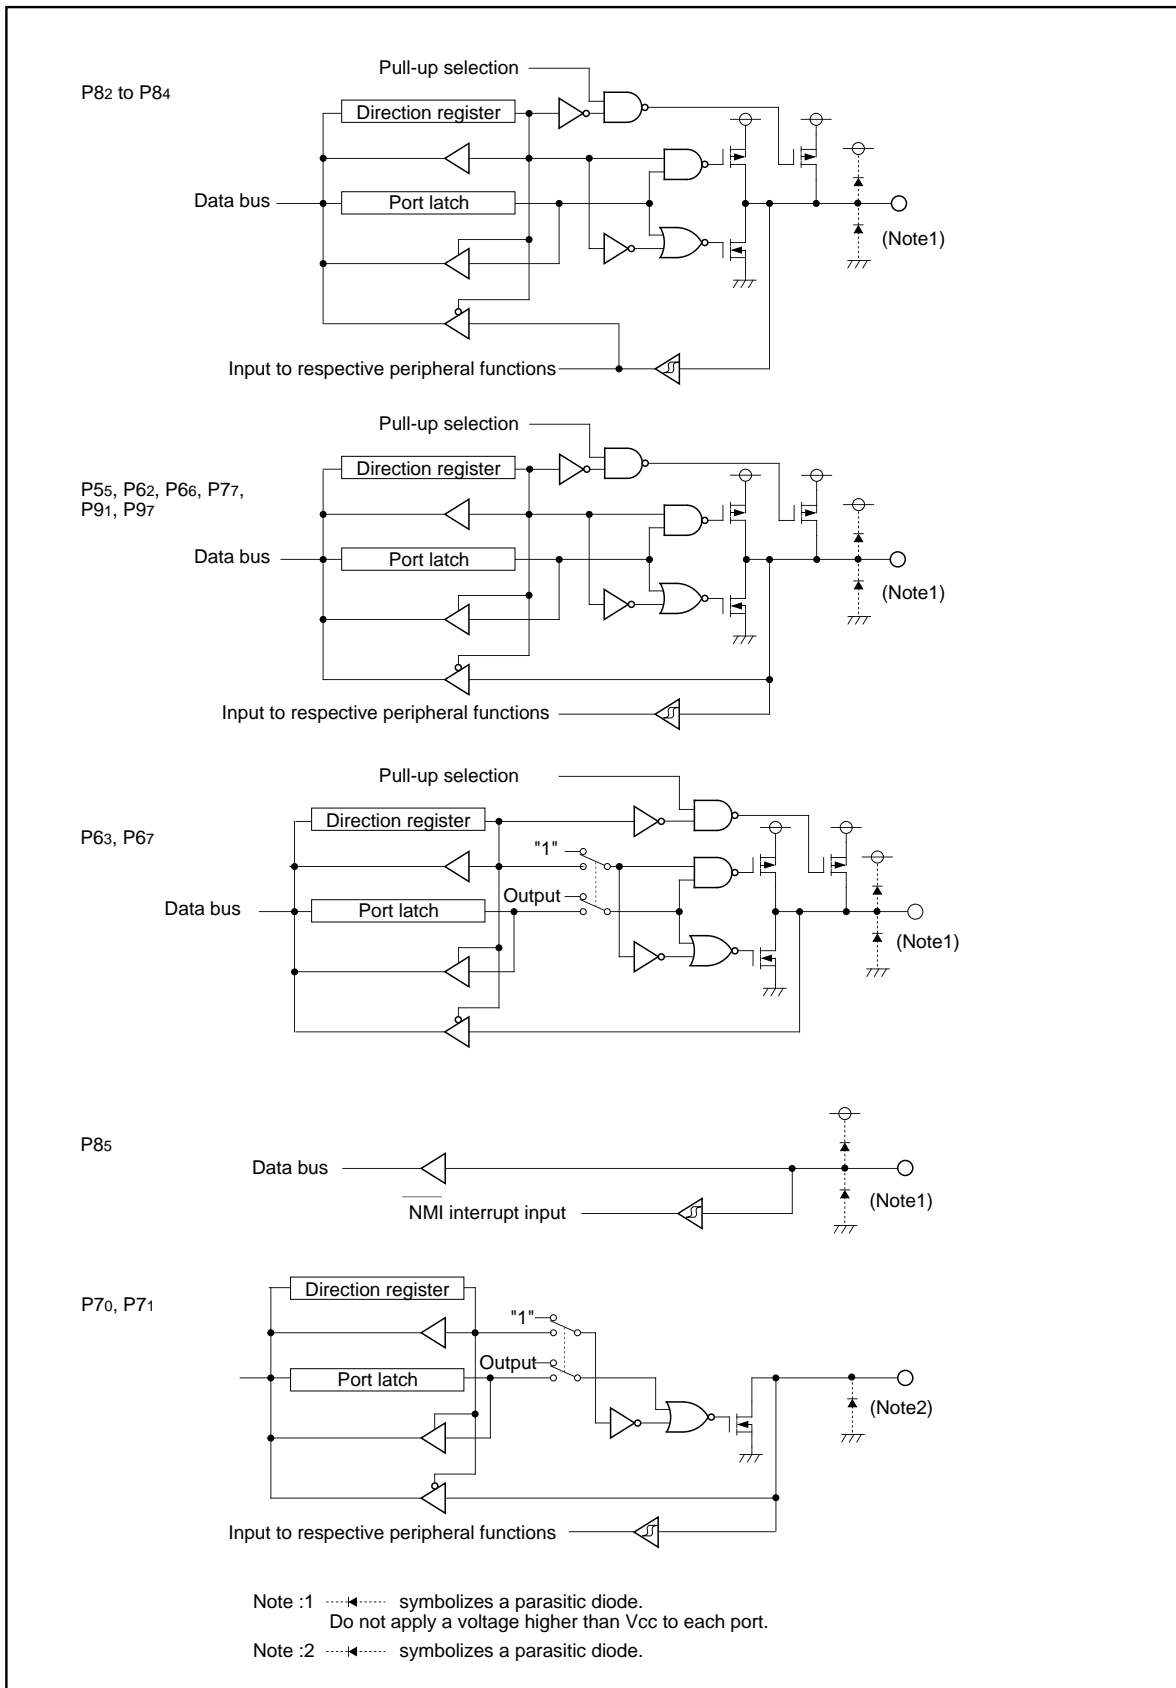 Pull-up selection
P82 to P84
Direction register
Data bus
Port latch
(Note1)
Input to respective peripheral functions
Pull-up selection
Direction register
P55, P62, P66, P77,
P91, P97
Data bus
Port latch
(Note1)
Input to respective peripheral functions
Pull-up selection
P63, P67
Direction register
"1"
Output
Data bus
Port latch
(Note1)
P85
Data bus
(Note1)
NMI interrupt input
P70, P71
Direction register
"1"
Output
Port latch
(Note2)
Input to respective peripheral functions
Note :1 symbolizes a parasitic diode.
Do not apply a voltage higher than Vcc to each port.
Note :2 symbolizes a parasitic diode.